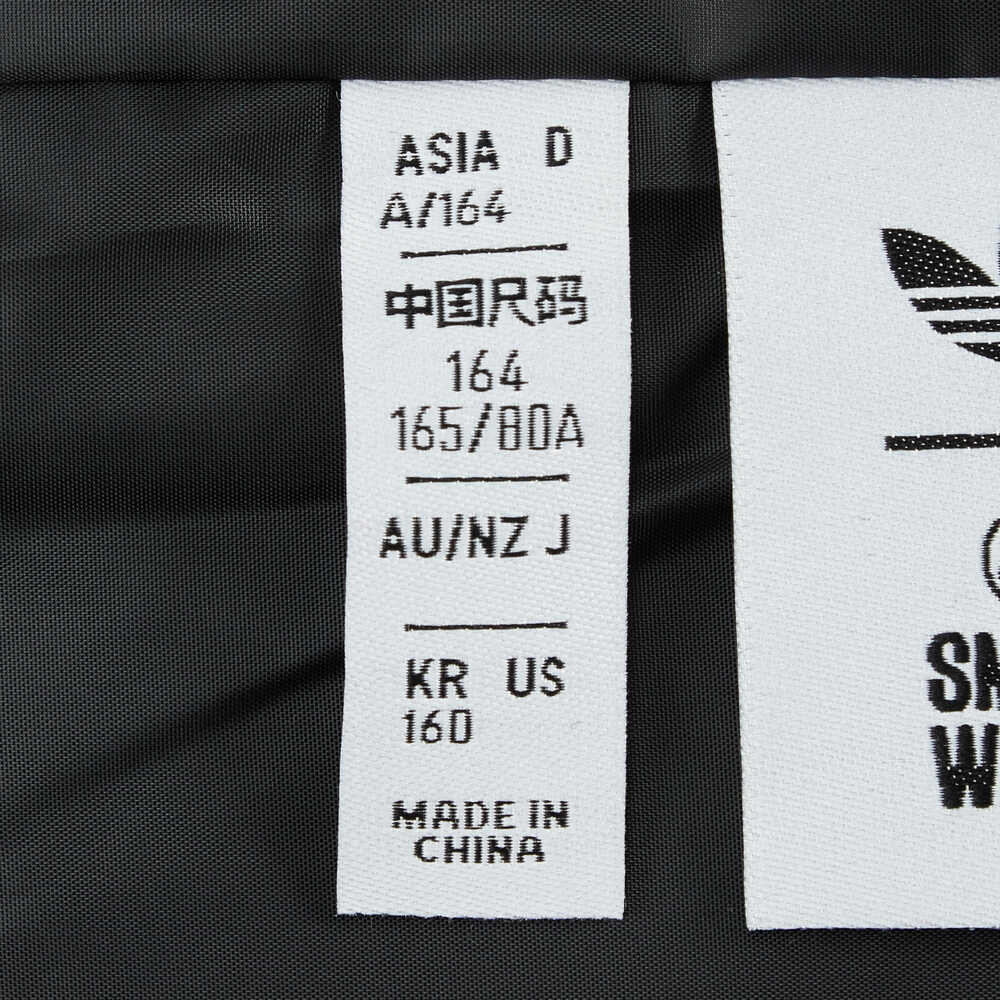 ASIA D
A/164
中国尺码
164
165/80A
AU/NZ J
KR US
160
MADE IN
CHINA